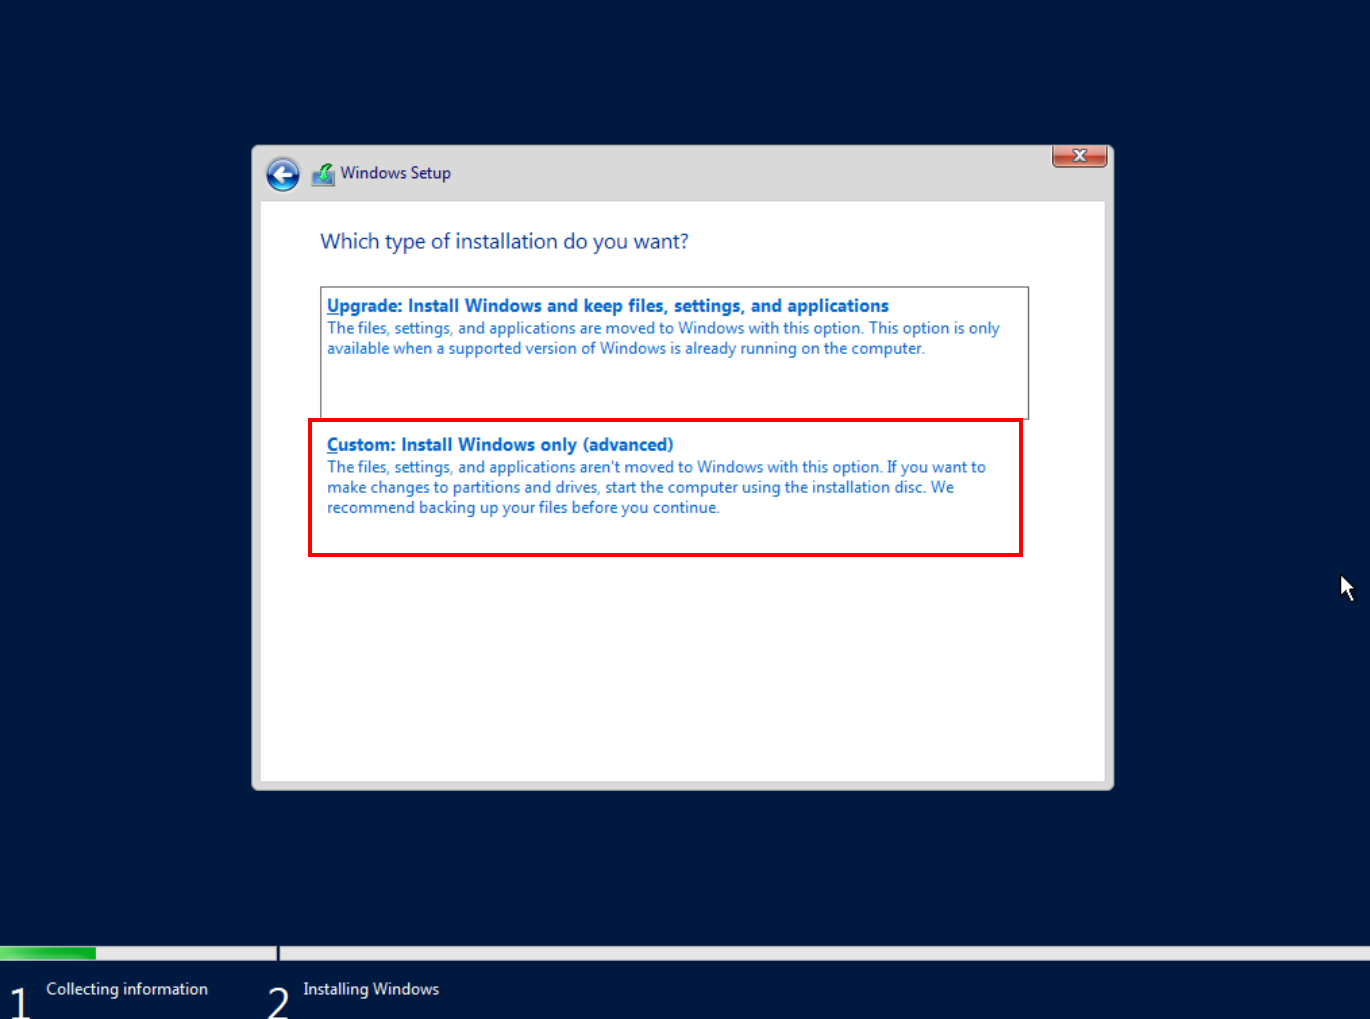 Windows Setup
Which type of installation do you want?
Upgrade: Install Windows and keep files, settings, and applications
The files, settings, and applications are moved to Windows with this option. This option is only
available when a supported version of Windows is already running on the computer.
Custom: Install Windows only (advanced)
The files, settings, and applications aren't moved to Windows with this option. If you want to
make changes to partitions and drives, start the computer using the installation disc. We
recommend backing up your files before you continue.
1 Collecting information
2 Installing Windows